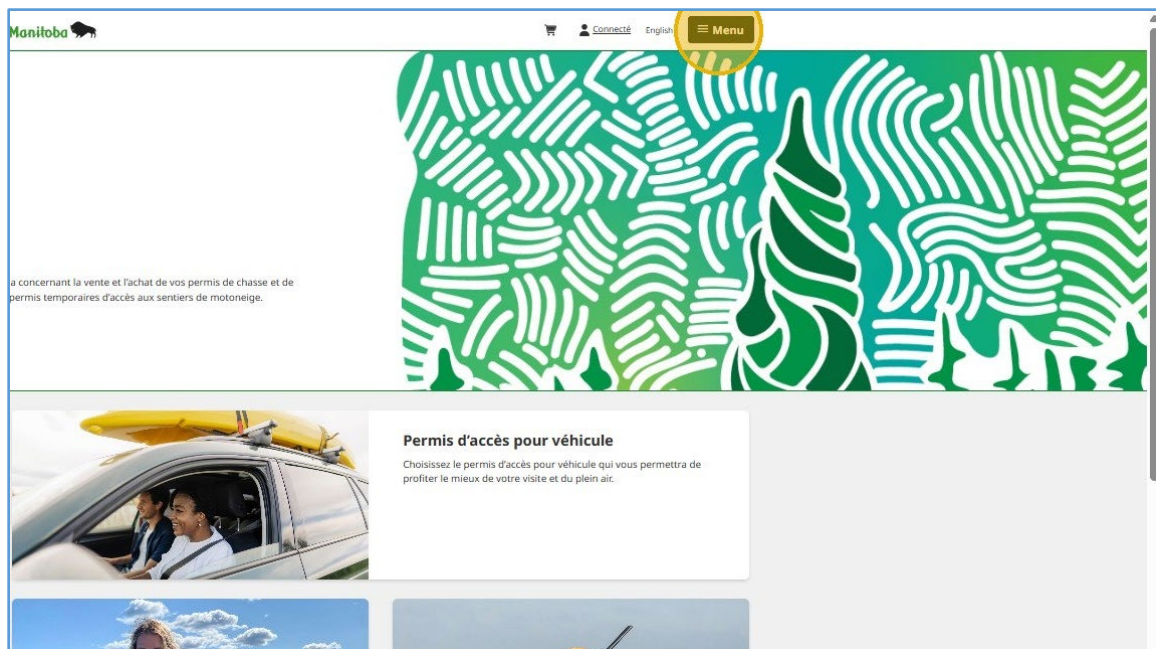 Manitoba
Connecté
English
Menu
a concernant la vente et l'achat de vos permis de chasse et de
permis temporaires d'accès aux sentiers de motoneige.
Permis d'accès pour véhicule
Choisissez le permis d'accès pour véhicule qui vous permettra de
profiter le mieux de votre visite et du plein air.